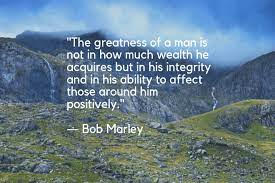 "The greatness of a man is
not in how much wealth he
acquires but in his integrity
and in his ability to affect
those around him
positively."
— Bob Marley